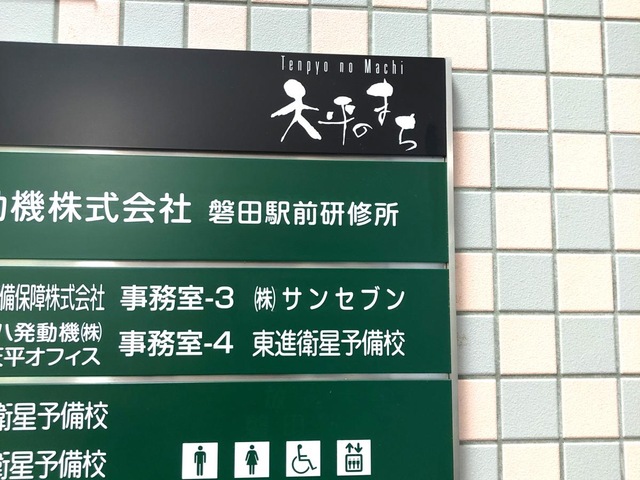 Tenpyo no Machi
天平のまち
動機株式会社 磐田駅前研修所
備保障株式会社 事務室-3 ㈱サンセブン
ハ発動機㈱
天平オフィス 事務室-4 東進衛星予備校
衛星予備校
衛星予備校